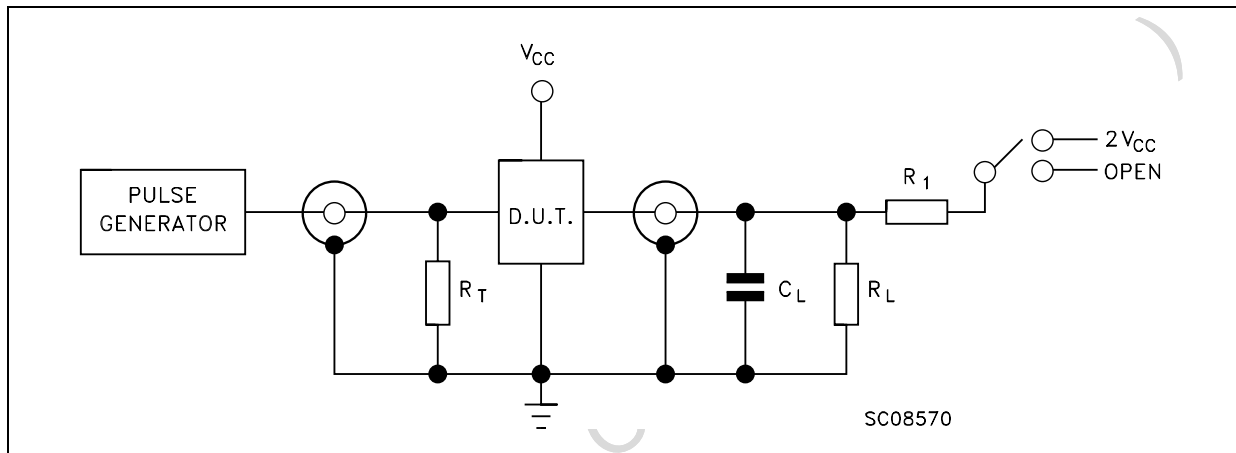 VCC
PULSE
GENERATOR
D.U.T.
RT
CL
RL
R1
2VCC
OPEN
SC08570